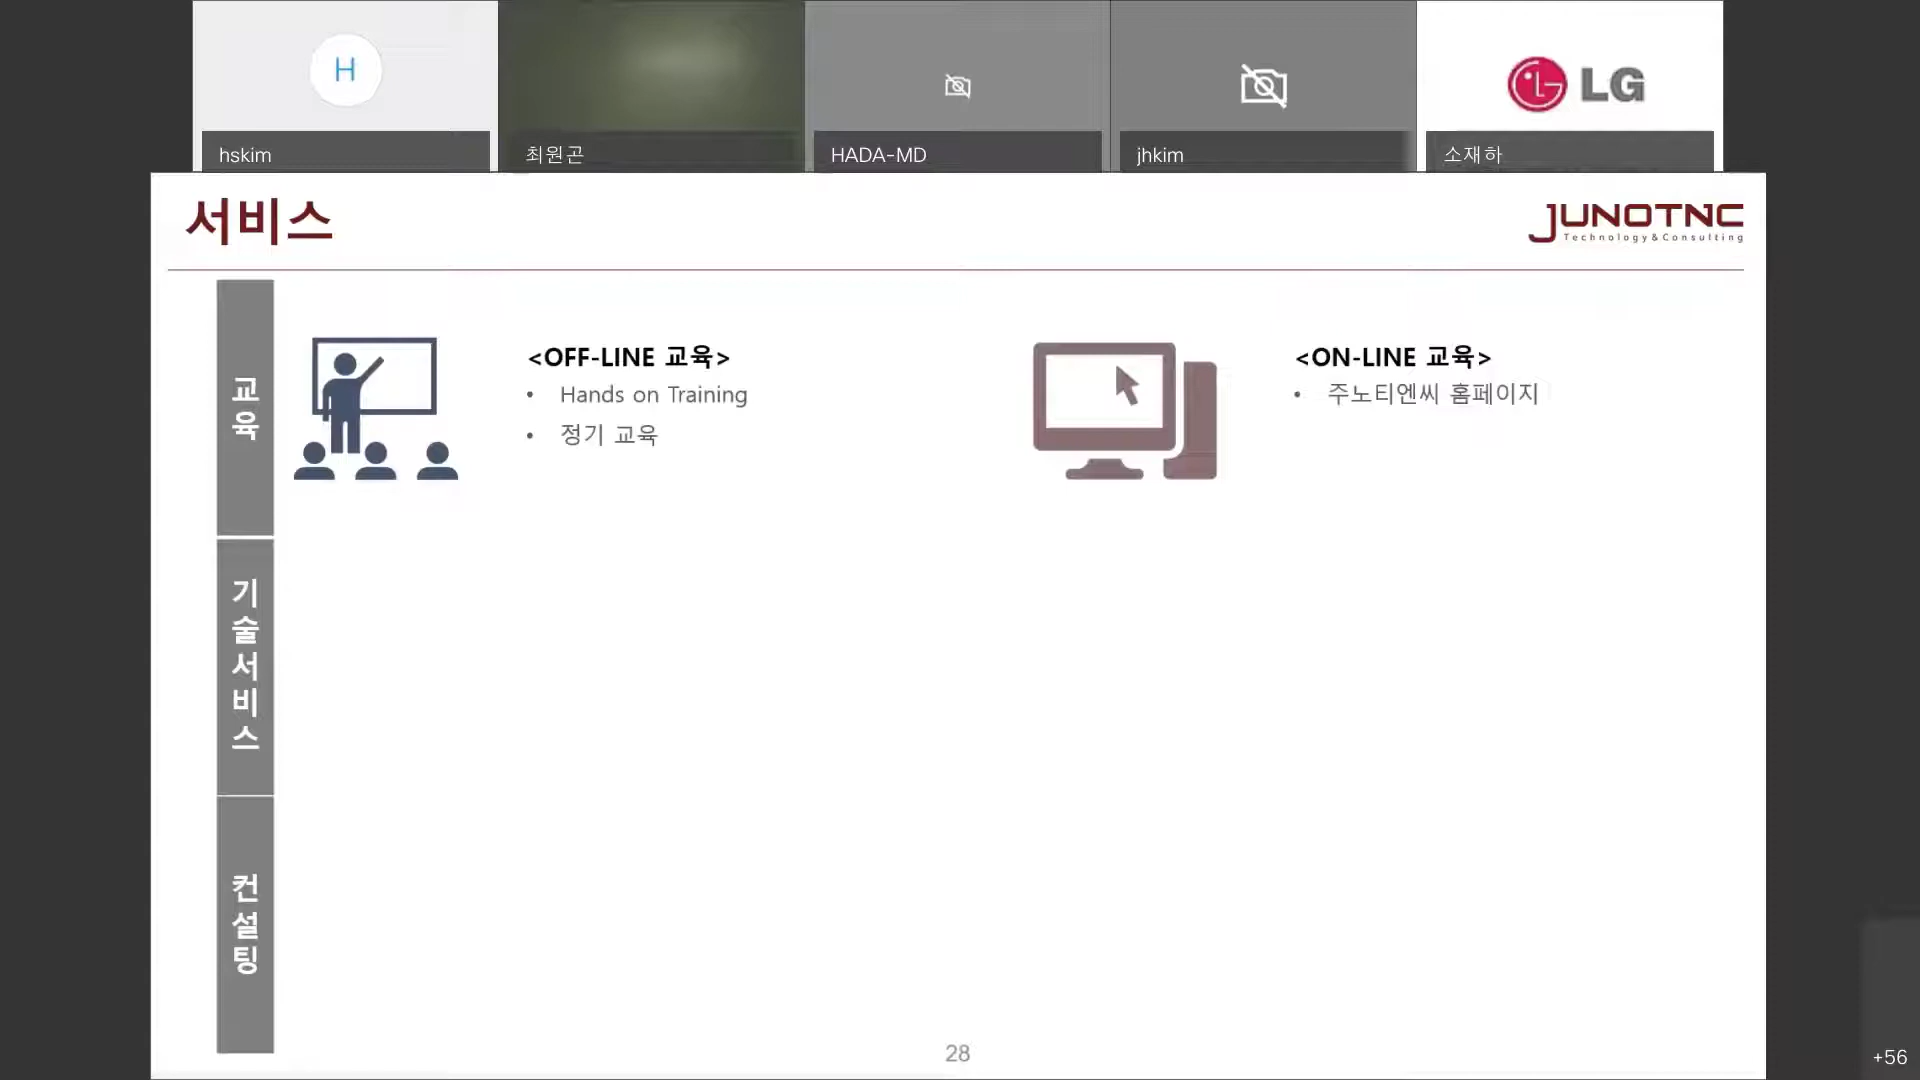 H
LG
hskim
최원곤
HADA-MD
jhkim
소재하
서비스
JUNOTNC
Technology & Consulting
교육
<OFF-LINE 교육>
• Hands on Training
• 정기 교육
<ON-LINE 교육>
• 주노티엔씨 홈페이지
기술서비스
컨설팅
28
+56